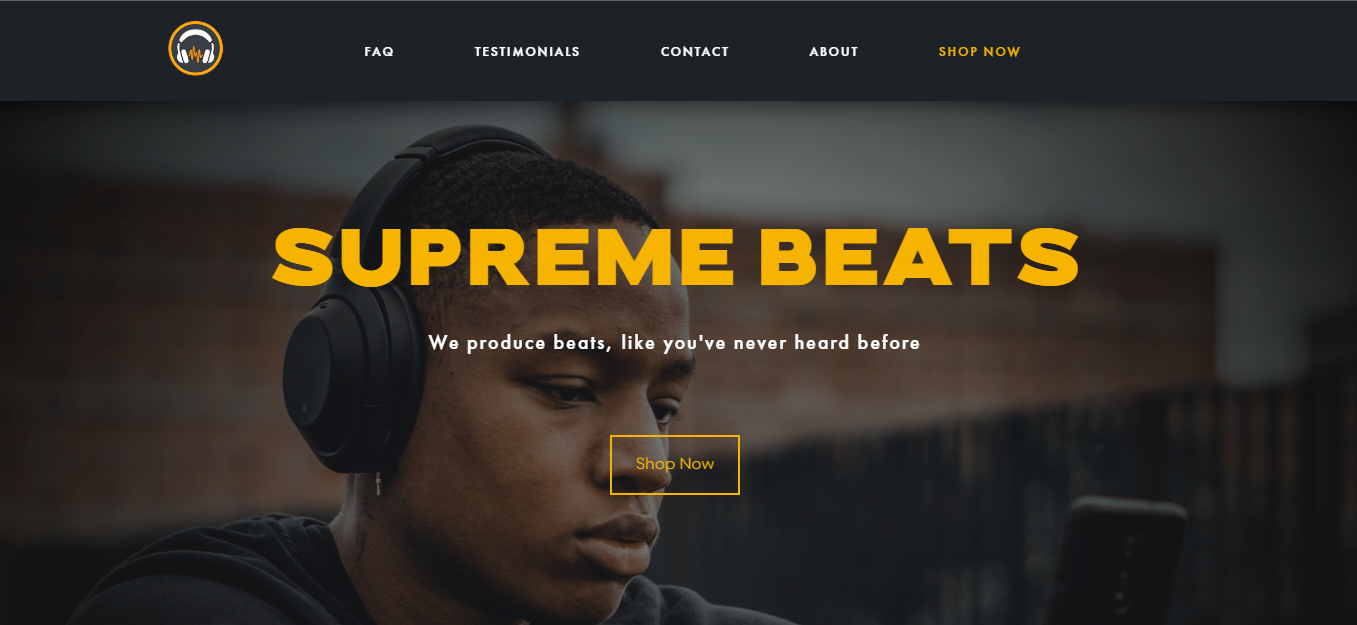 FAQ TESTIMONIALS CONTACT ABOUT SHOP NOW
SUPREME BEATS
We produce beats, like you've never heard before
Shop Now